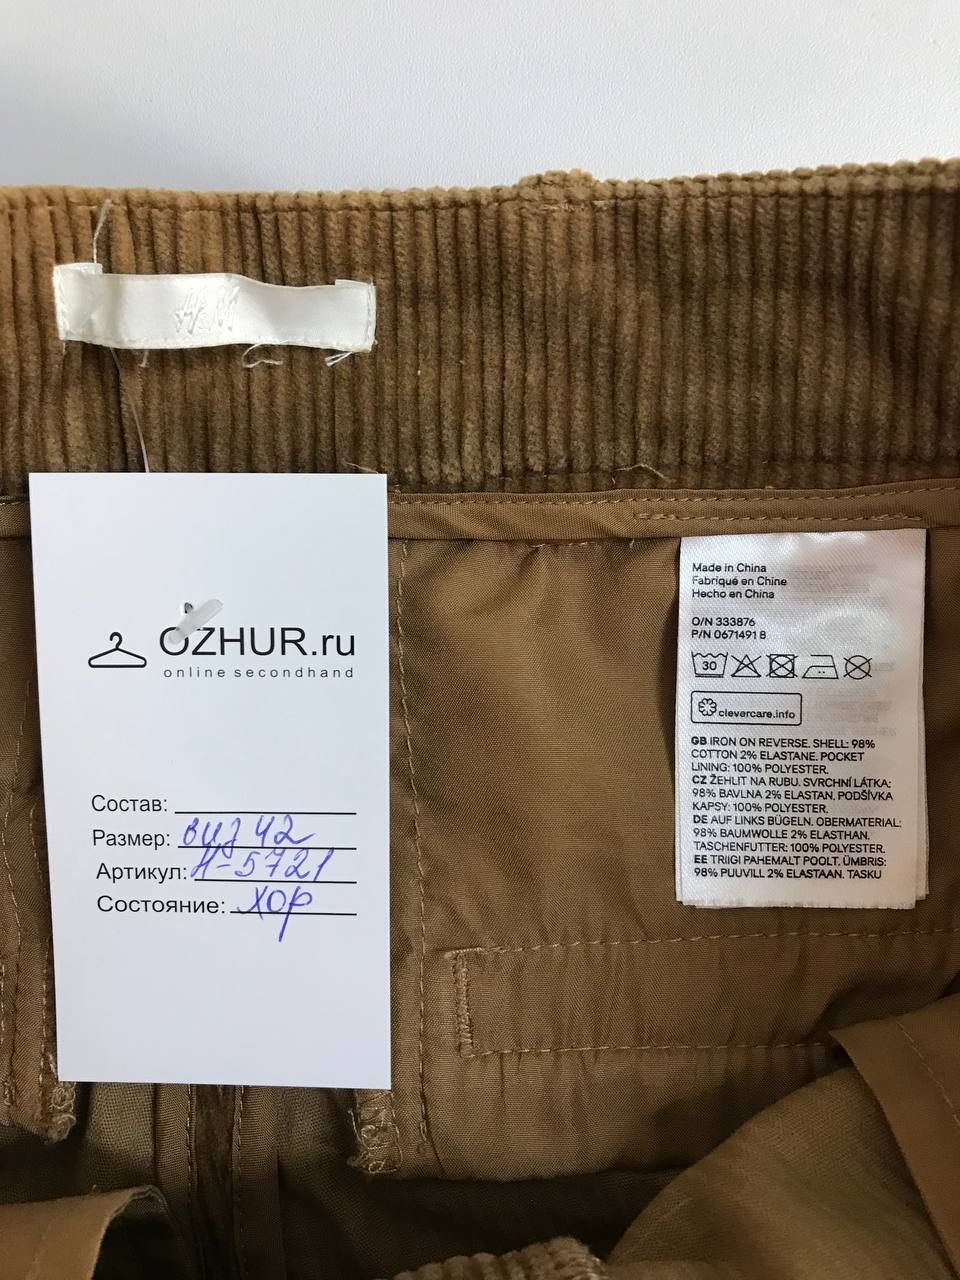 H&M
OZHUR.ru
online secondhand
Состав:
Размер: виз 42
Артикул: Н-5721
Состояние: хор
Made in China
Fabriqué en Chine
Hecho en China
O/N 333876
P/N 0671491 8
30
clevercare.info
GB IRON ON REVERSE. SHELL: 98%
COTTON 2% ELASTANE. POCKET
LINING: 100% POLYESTER.
CZ ŽEHLIT NA RUBU. SVRCHNÍ LÁTKA:
98% BAVLNA 2% ELASTAN. PODŠÍVKA
KAPSY: 100% POLYESTER.
DE AUF LINKS BÜGELN. OBERMATERIAL:
98% BAUMWOLLE 2% ELASTHAN.
TASCHENFUTTER: 100% POLYESTER.
EE TRIIGI PAHEMALT POOLT. ÜMBRIS:
98% PUUVILL 2% ELASTAAN. TASKU